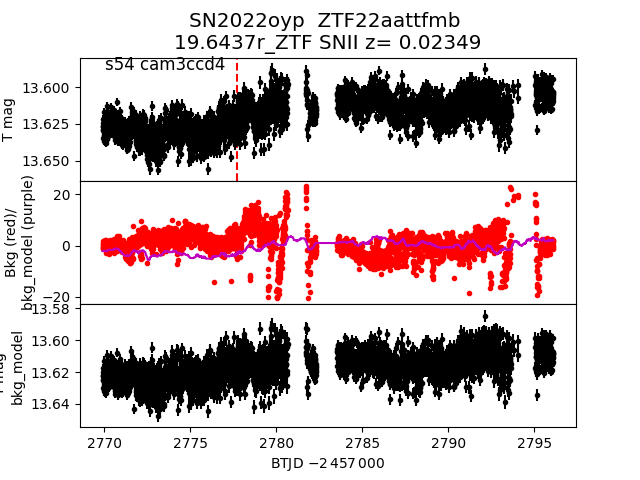 SN2022oyp ZTF22aattfmb
19.6437r_ZTF SNII z= 0.02349
s54 cam3ccd4
T mag
13.600
13.625
13.650
Bkg (red)/
bkg_model (purple)
20
0
−20
bkg_model
13.58
13.60
13.62
13.64
2770 2775 2780 2785 2790 2795
BTJD −2 457 000